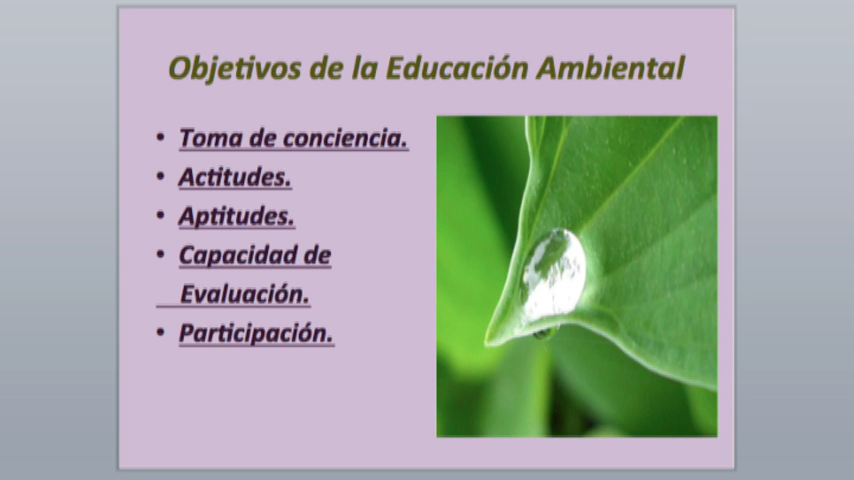 Objetivos de la Educación Ambiental
• Toma de conciencia.
• Actitudes.
• Aptitudes.
• Capacidad de
Evaluación.
• Participación.